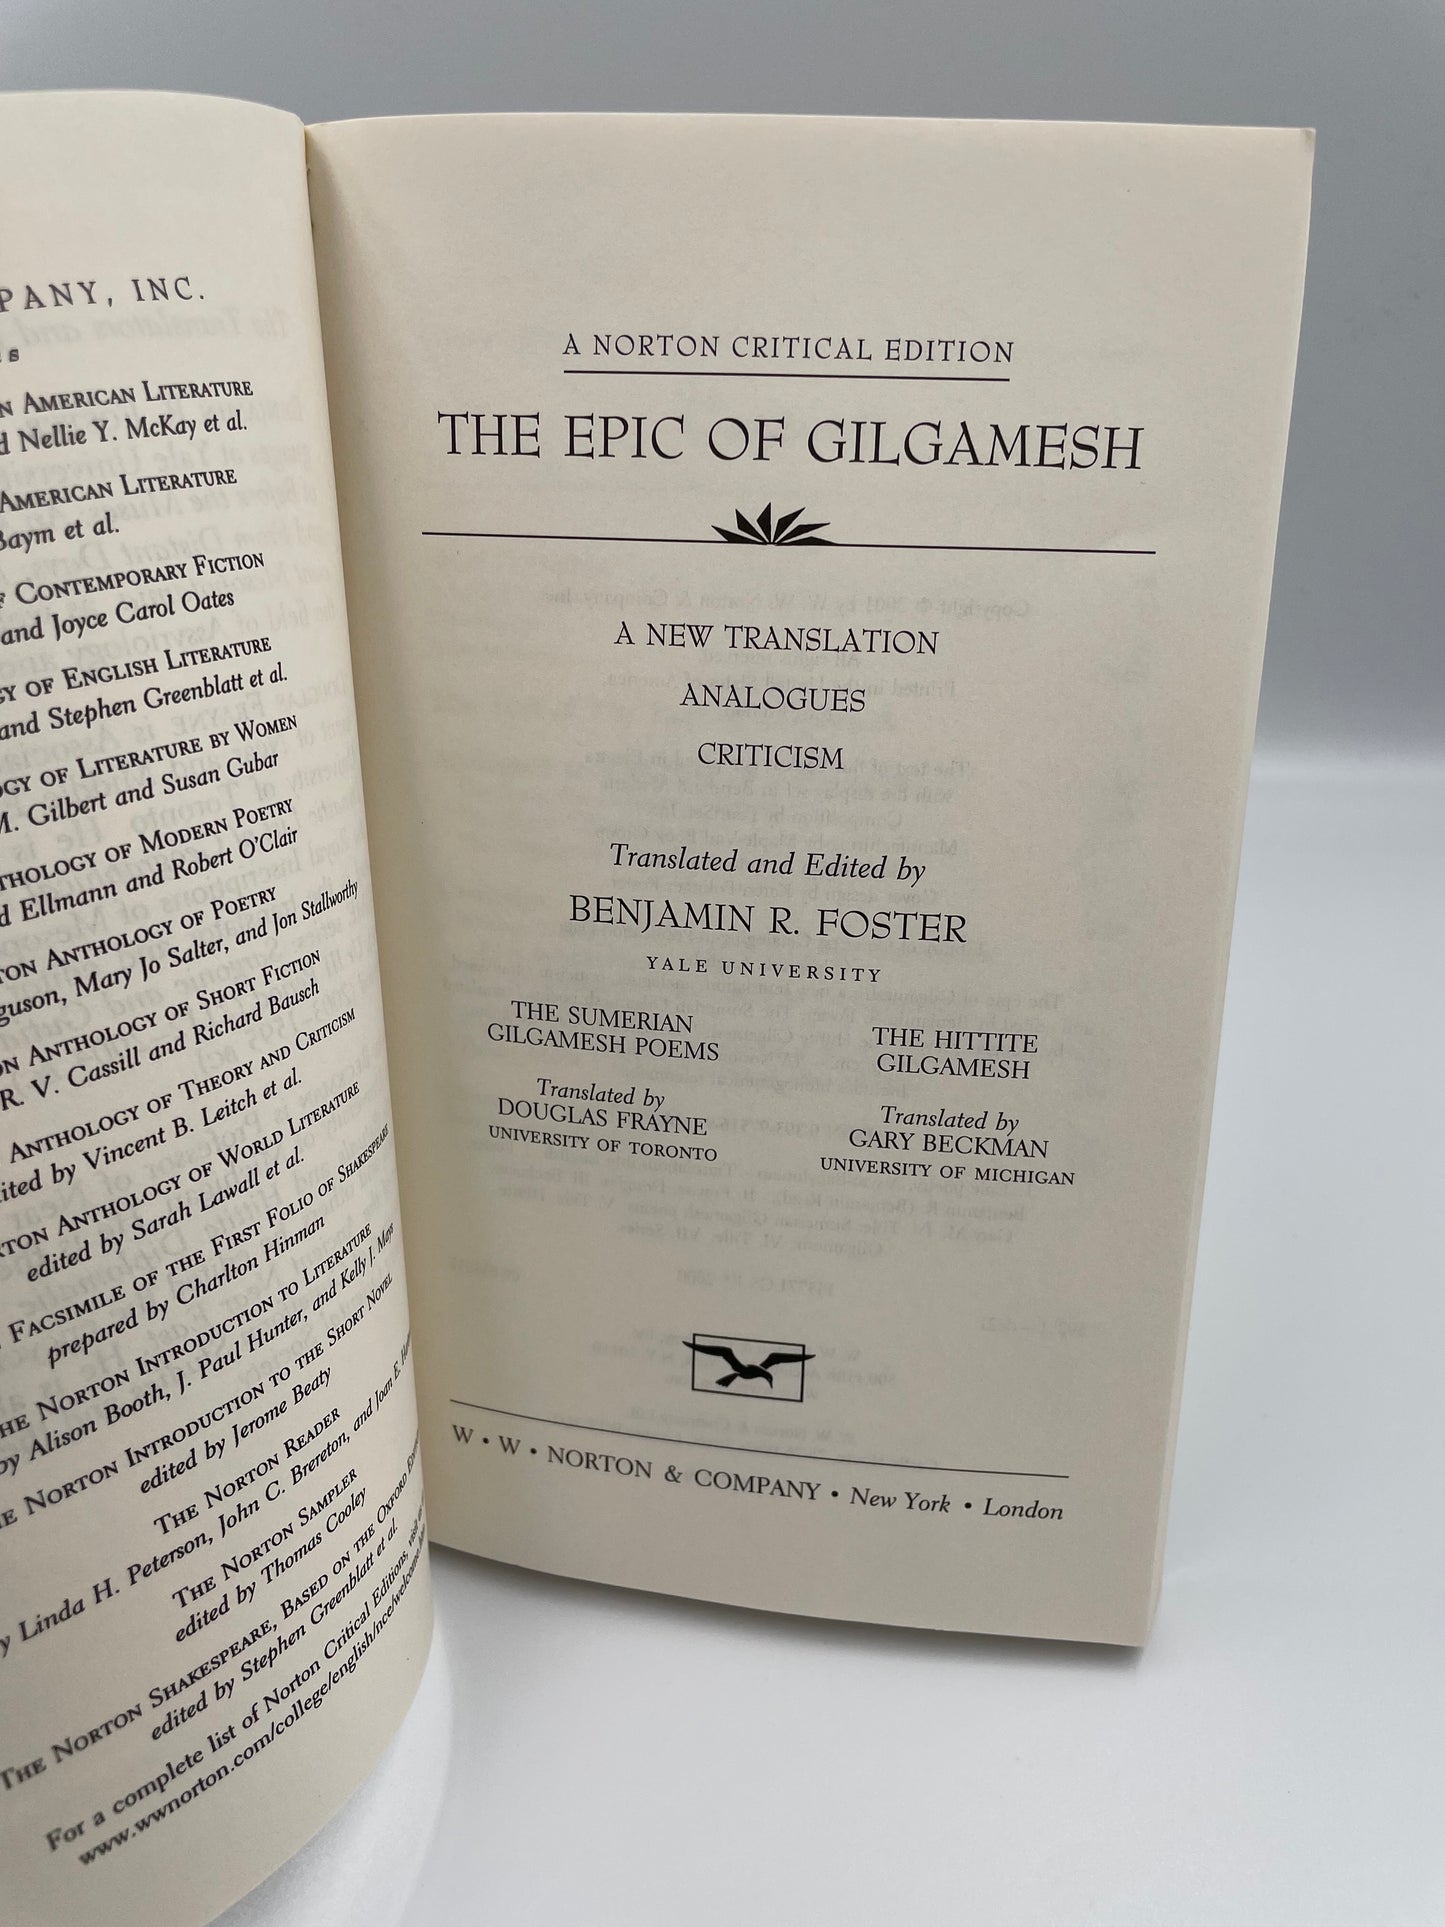 PANY, INC.
AMERICAN LITERATURE
Nellie Y. McKay et al.
AMERICAN LITERATURE
Baym et al.
CONTEMPORARY FICTION
and Joyce Carol Oates
OF ENGLISH LITERATURE
and Stephen Greenblatt et al.
OF LITERATURE BY WOMEN
M. Gilbert and Susan Gubar
OF MODERN POETRY
Ellmann and Robert O'Clair
ANTHOLOGY OF POETRY
Mary Jo Salter, and Jon Stallworthy
ANTHOLOGY OF SHORT FICTION
R. V. Cassill and Richard Bausch
ANTHOLOGY OF THEORY AND CRITICISM
by Vincent B. Leitch et al.
ANTHOLOGY OF WORLD LITERATURE
edited by Sarah Lawall et al.
FACSIMILE OF THE FIRST FOLIO OF SHAKESPEARE
prepared by Charlton Hinman
THE NORTON INTRODUCTION TO LITERATURE
by Alison Booth, J. Paul Hunter, and Kelly J. Mays
NORTON INTRODUCTION TO THE SHORT NOVEL
edited by Jerome Beaty
THE NORTON READER
Linda H. Peterson, John C. Brereton, and Joan E.
THE NORTON SAMPLER
edited by Thomas Cooley
THE NORTON SHAKESPEARE, BASED ON THE OXFORD
edited by Stephen Greenblatt et al.
For a complete list of Norton Critical Editions, visit
www.wwnorton.com/college/english/nce/welcome
A NORTON CRITICAL EDITION
THE EPIC OF GILGAMESH
A NEW TRANSLATION
ANALOGUES
CRITICISM
Translated and Edited by
BENJAMIN R. FOSTER
YALE UNIVERSITY
THE SUMERIAN
GILGAMESH POEMS
Translated by
DOUGLAS FRAYNE
UNIVERSITY OF TORONTO
THE HITTITE
GILGAMESH
Translated by
GARY BECKMAN
UNIVERSITY OF MICHIGAN
W • W • NORTON & COMPANY • New York • London